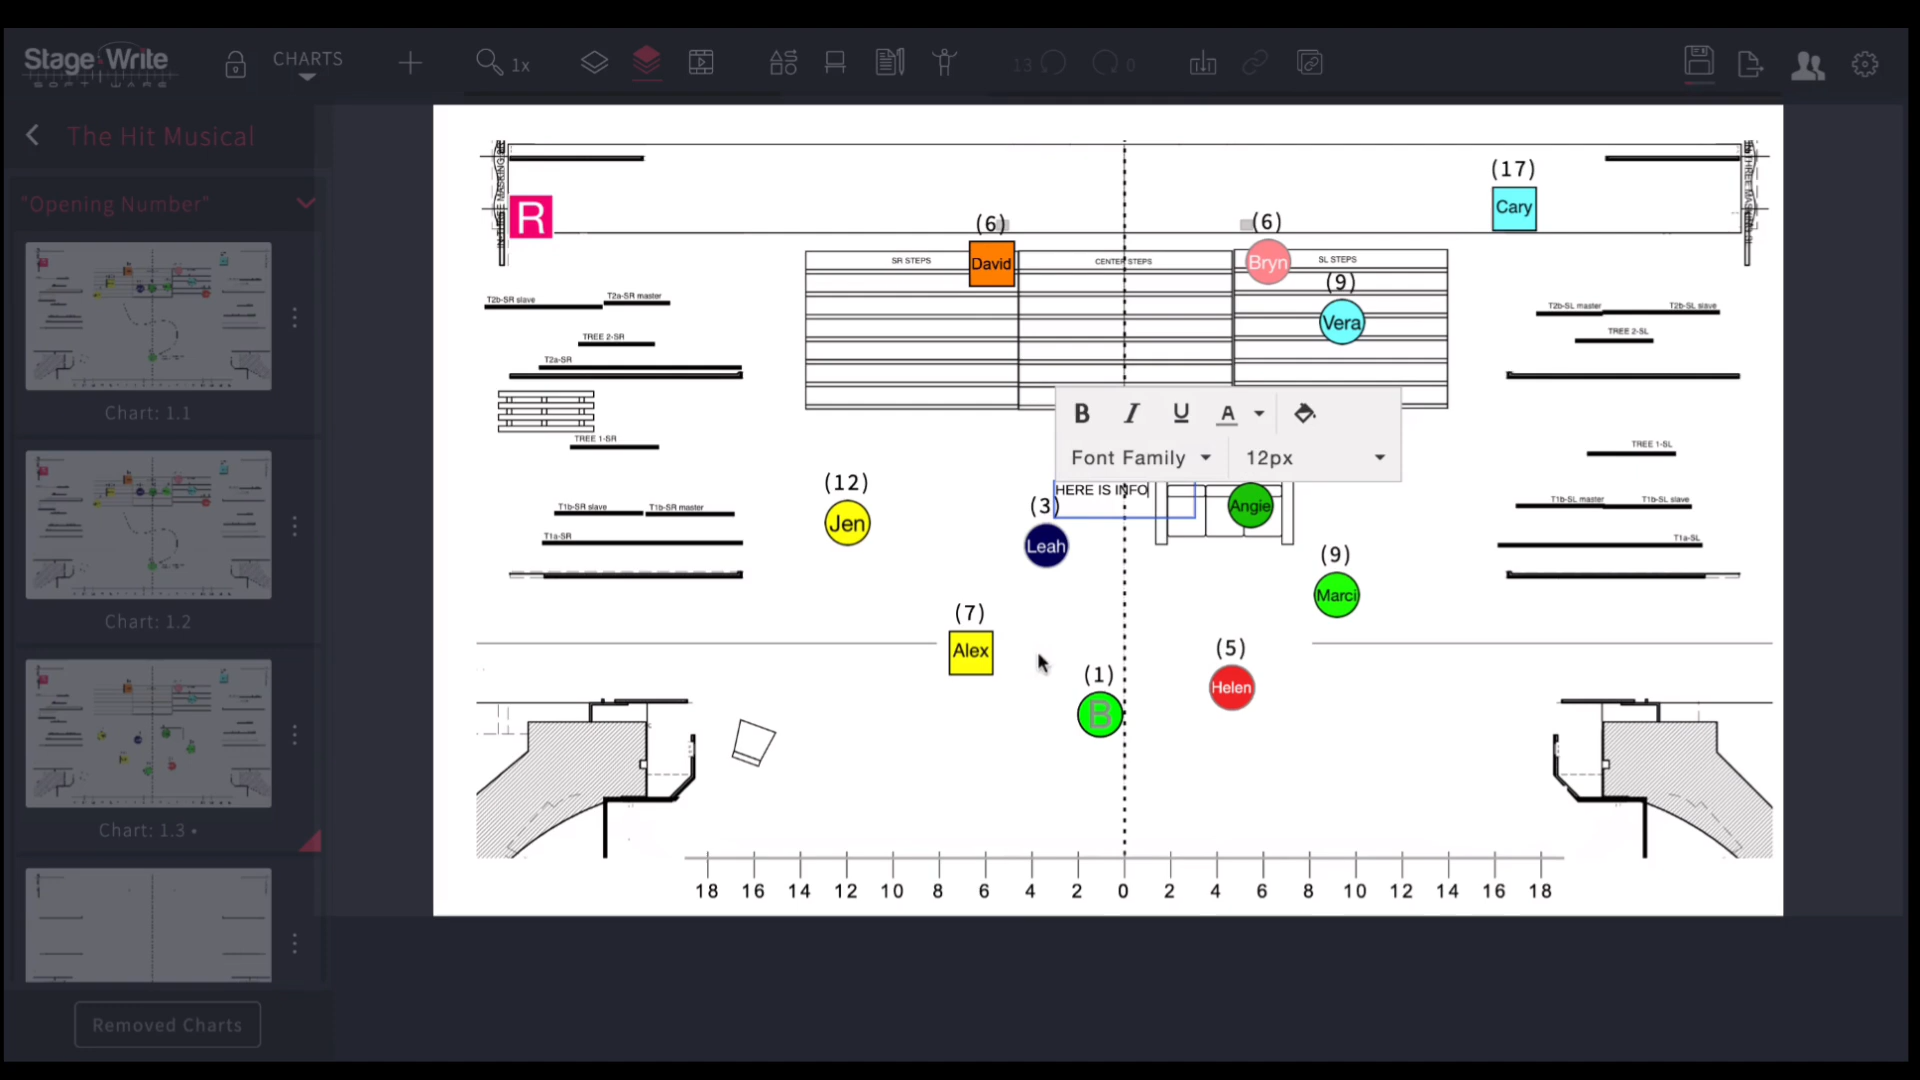 Stage Write
SOFTWARE
CHARTS
1x
13
0
The Hit Musical
"Opening Number"
Chart: 1.1
Chart: 1.2
Chart: 1.3 •
Removed Charts
R
(17)
Cary
(6)
(6)
David
Bryn
SR STEPS
CENTER STEPS
SL STEPS
(9)
Vera
T2b-SR slave
T2a-SR master
TREE 2-SR
T2a-SR
TREE 1-SR
T1b-SR slave
T1b-SR master
T1a-SR
T2b-SL master
T2b-SL slave
TREE 2-SL
TREE 1-SL
T1b-SL master
T1b-SL slave
T1a-SL
B I U A
Font Family
12px
HERE IS INFO
(12)
Jen
(3)
Leah
Angie
(9)
Marci
(7)
Alex
(5)
Helen
(1)
B
18 16 14 12 10 8 6 4 2 0 2 4 6 8 10 12 14 16 18